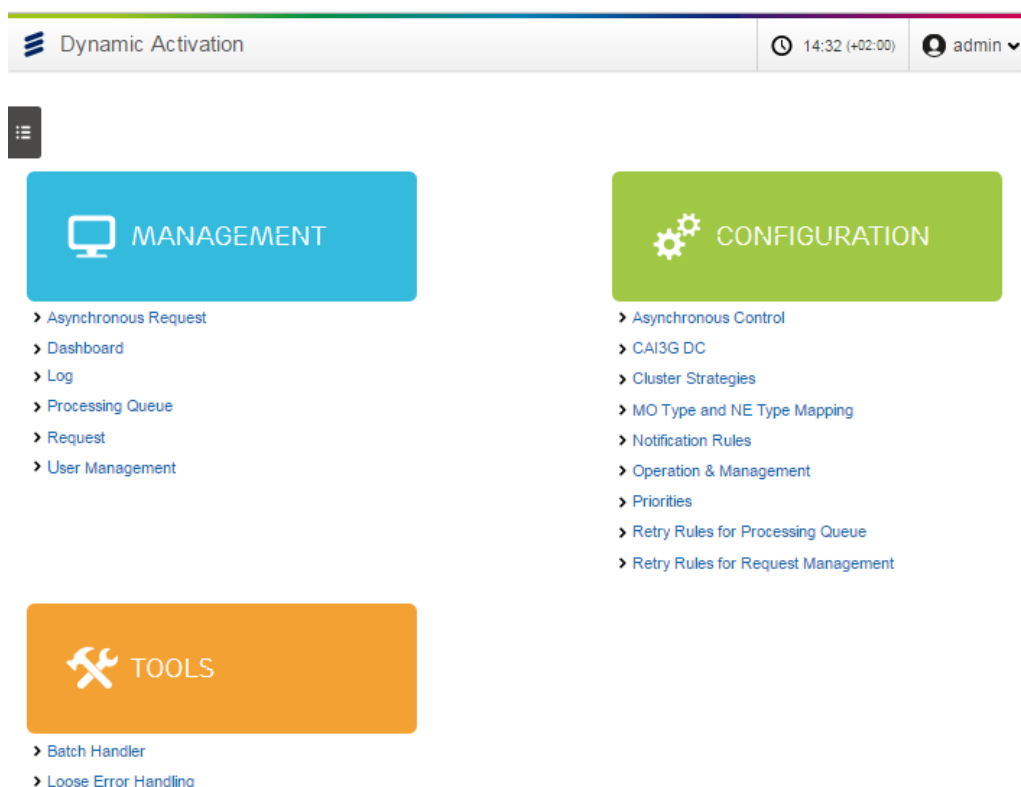 Dynamic Activation
14:32 (+02:00)
admin
MANAGEMENT
Asynchronous Request
Dashboard
Log
Processing Queue
Request
User Management
CONFIGURATION
Asynchronous Control
CAI3G DC
Cluster Strategies
MO Type and NE Type Mapping
Notification Rules
Operation & Management
Priorities
Retry Rules for Processing Queue
Retry Rules for Request Management
TOOLS
Batch Handler
Loose Error Handling